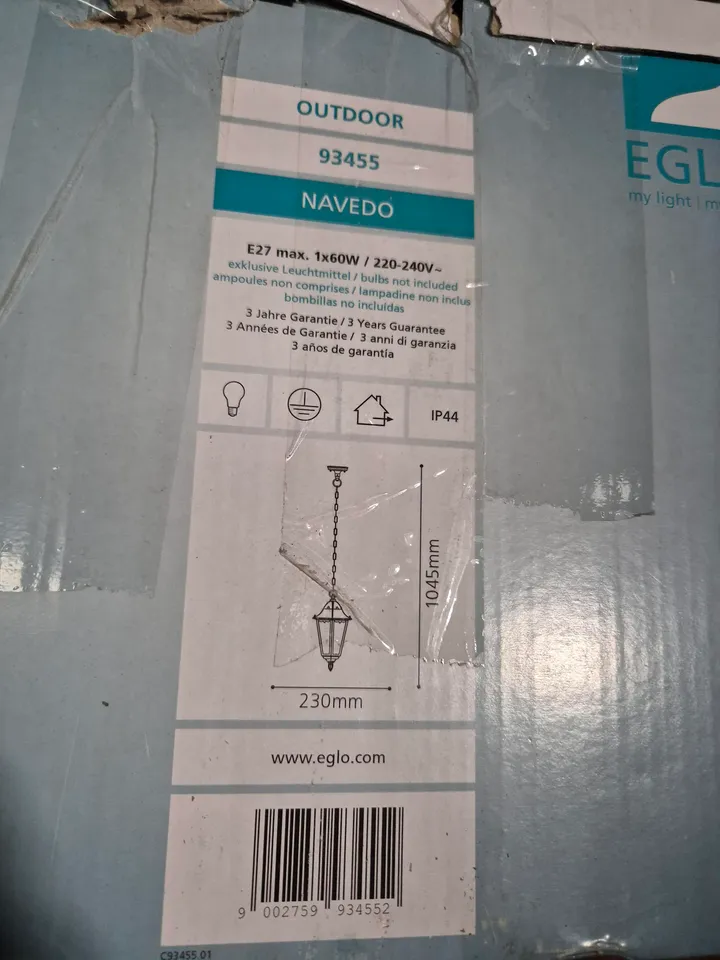 OUTDOOR
93455
NAVEDO
E27 max. 1x60W / 220-240V~
exklusive Leuchtmittel / bulbs not included
ampoules non comprises / lampadine non inclus
bombillas no incluídas
3 Jahre Garantie / 3 Years Guarantee
3 Années de Garantie / 3 anni di garanzia
3 años de garantía
IP44
1045mm
230mm
www.eglo.com
9 002759 934552
C93455.01
EGL
my light | m